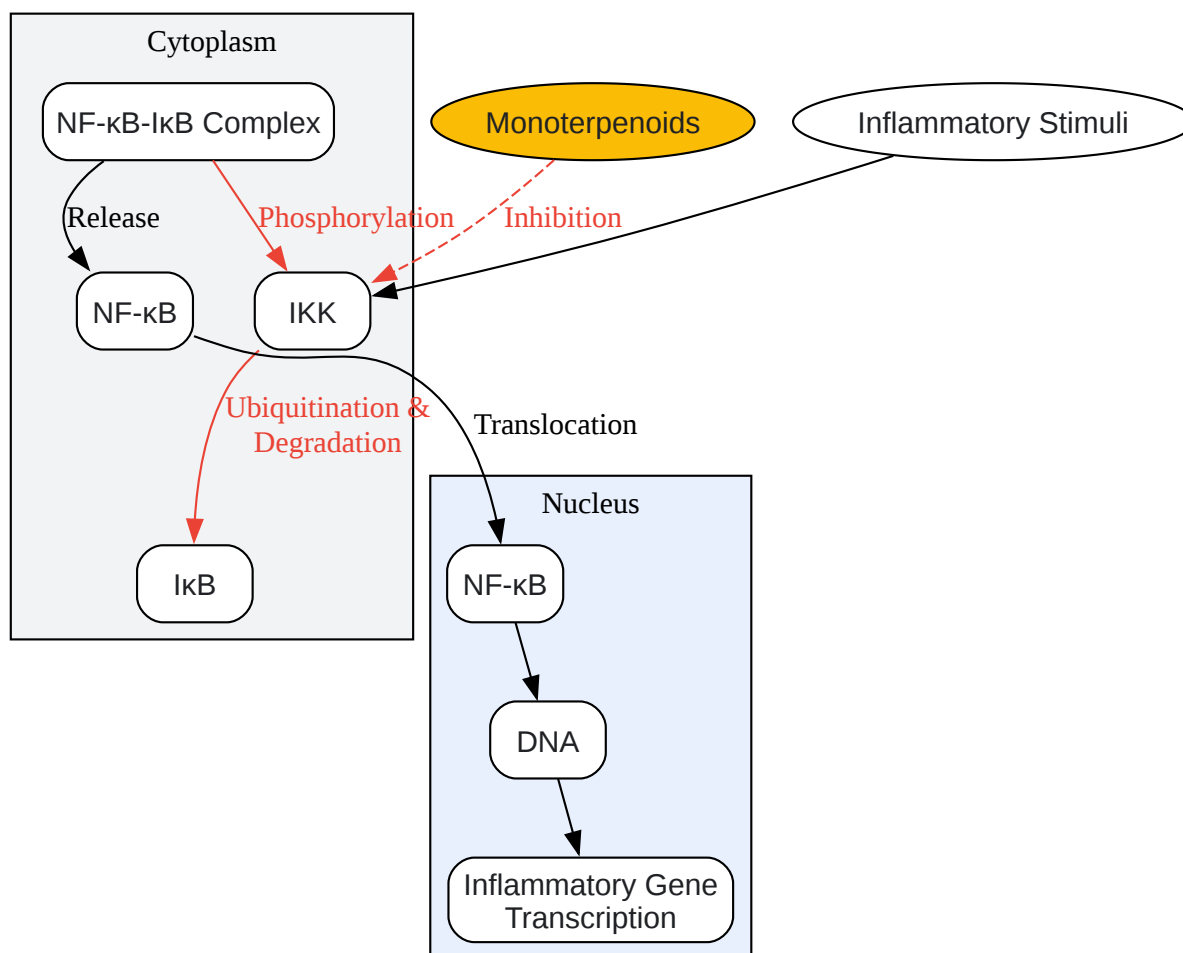 Cytoplasm
NF-κB-IκB Complex
Monoterpenoids
Inflammatory Stimuli
Release
Phosphorylation
Inhibition
NF-κB
IKK
Ubiquitination &
Degradation
Translocation
Nucleus
IκB
NF-κB
DNA
Inflammatory Gene
Transcription